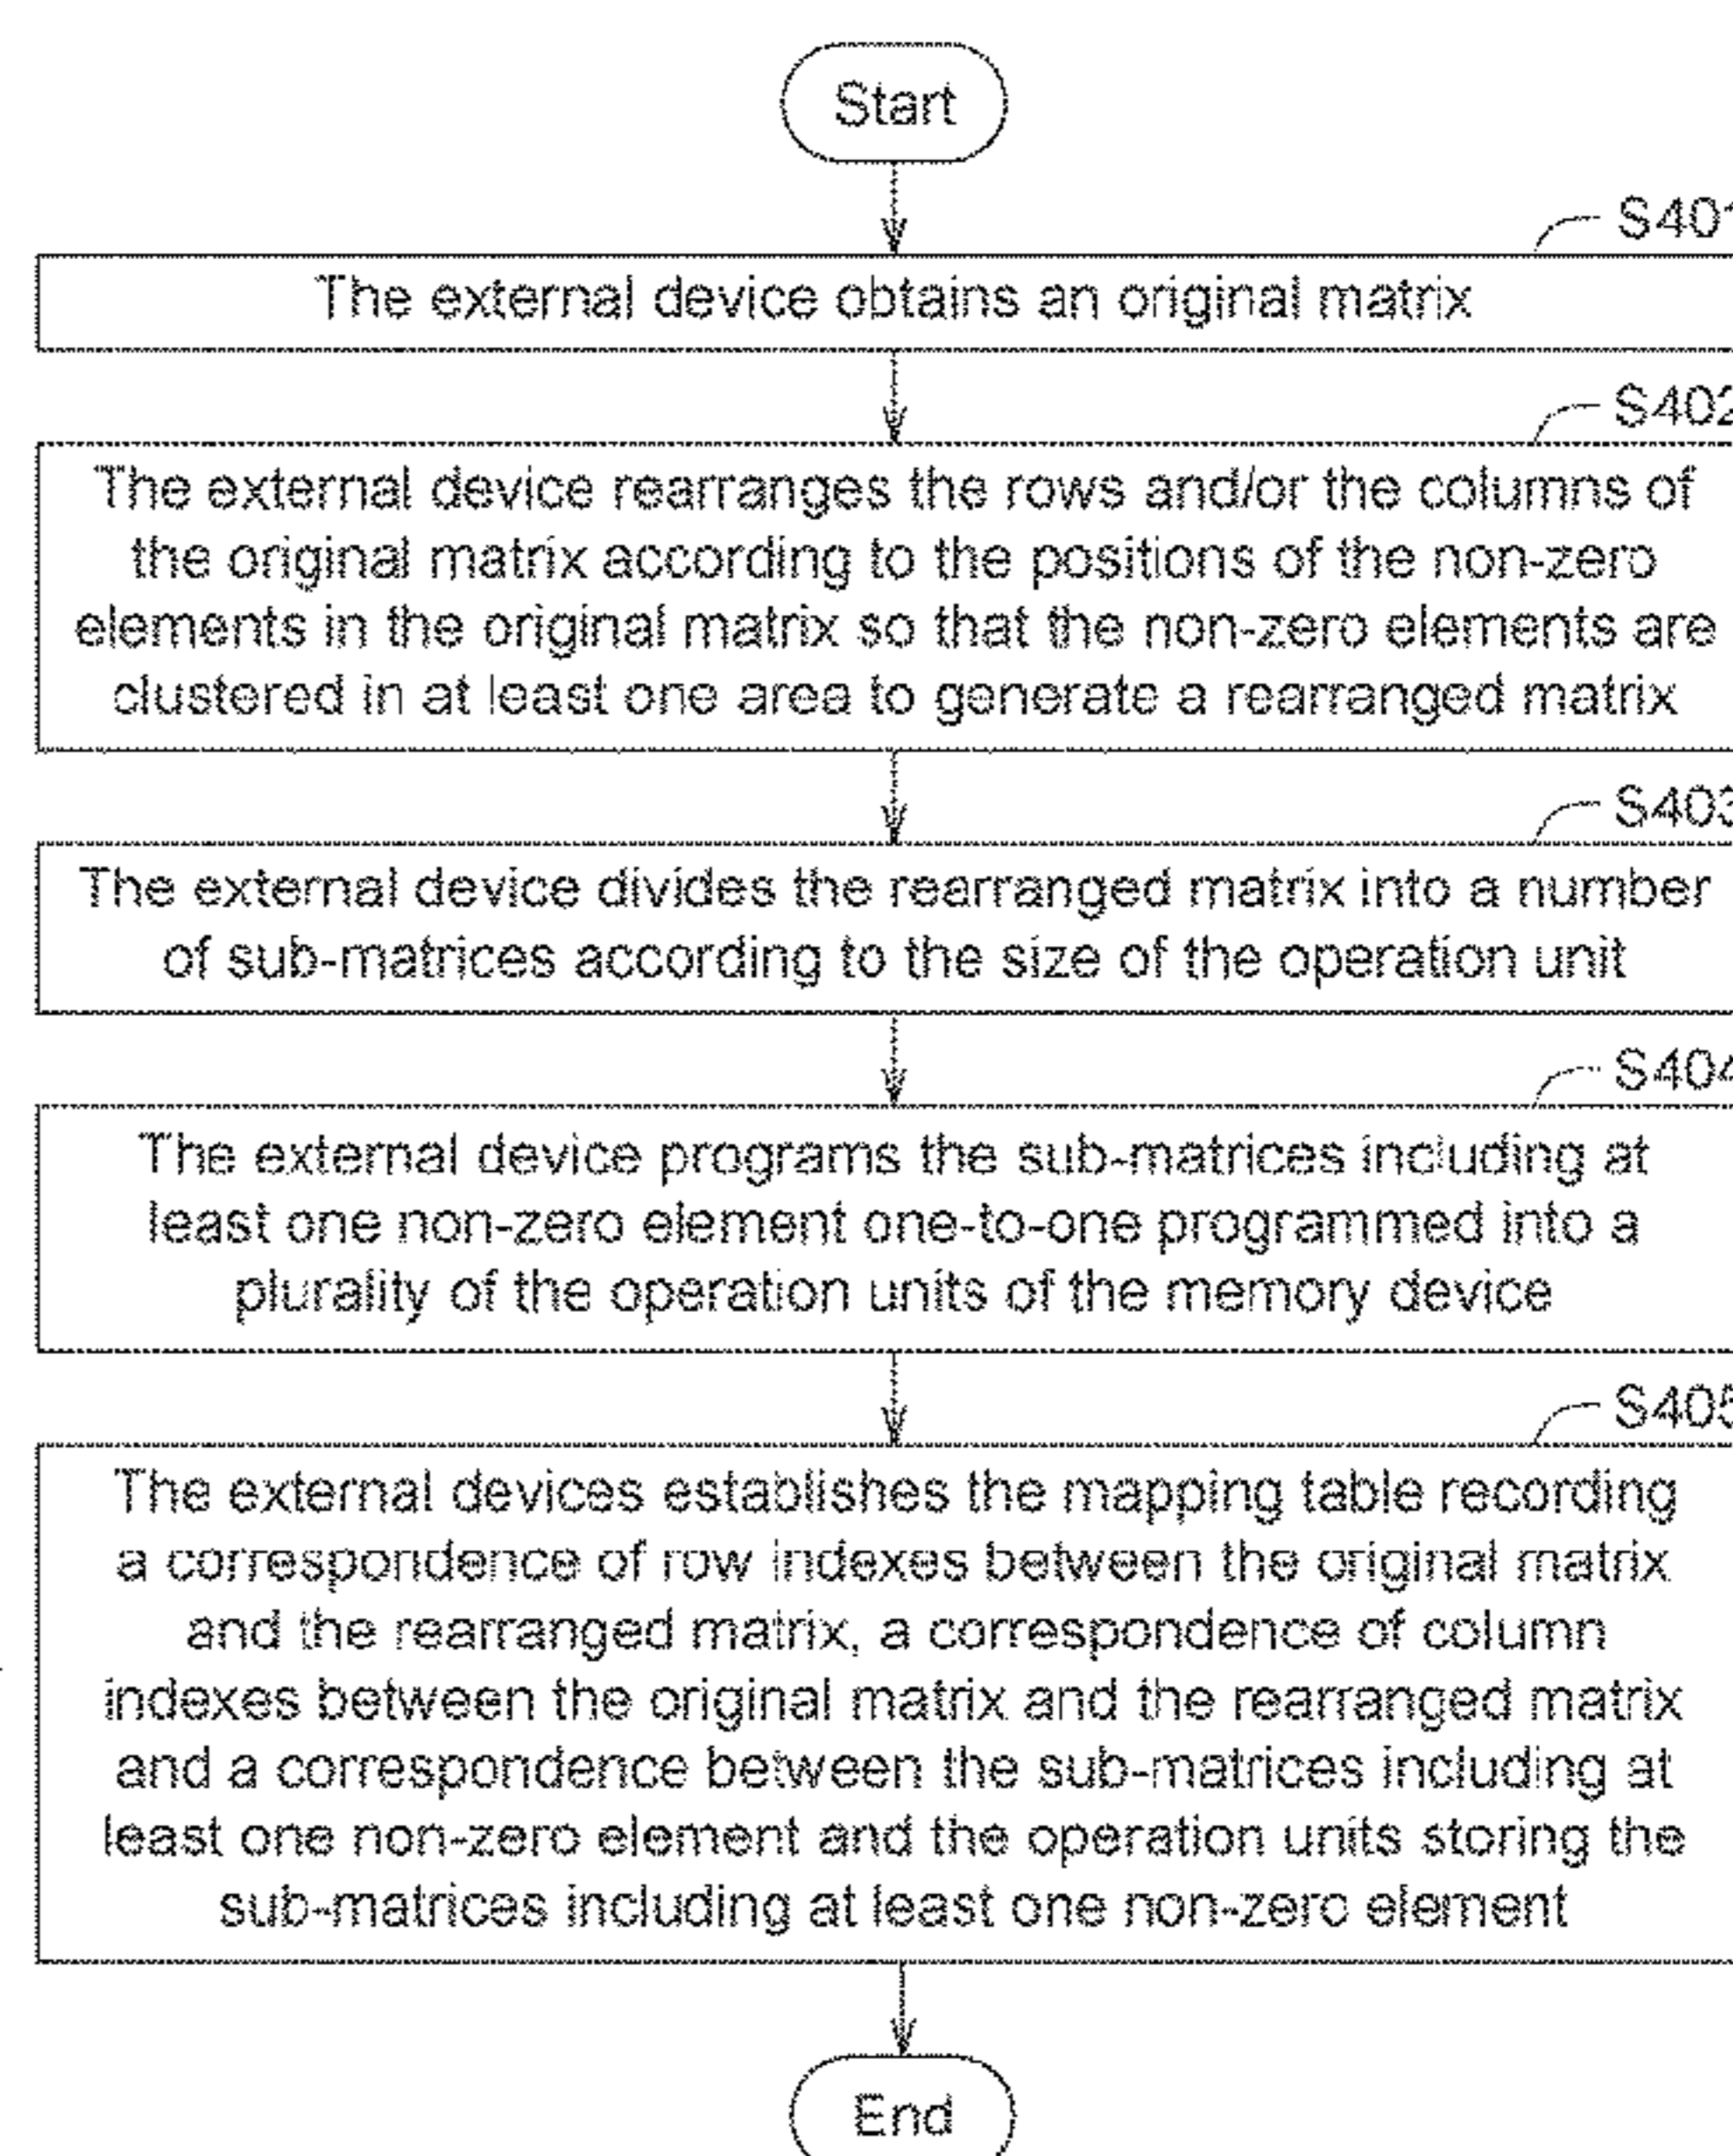 Start
S401
The external device obtains an original matrix
S402
The external device rearranges the rows and/or the columns of
the original matrix according to the positions of the non-zero
elements in the original matrix so that the non-zero elements are
clustered in at least one area to generate a rearranged matrix
S403
The external device divides the rearranged matrix into a number
of sub-matrices according to the size of the operation unit
S404
The external device programs the sub-matrices including at
least one non-zero element one-to-one programmed into a
plurality of the operation units of the memory device
S405
The external devices establishes the mapping table recording
a correspondence of row indexes between the original matrix
and the rearranged matrix, a correspondence of column
indexes between the original matrix and the rearranged matrix
and a correspondence between the sub-matrices including at
least one non-zero element and the operation units storing the
sub-matrices including at least one non-zero element
End